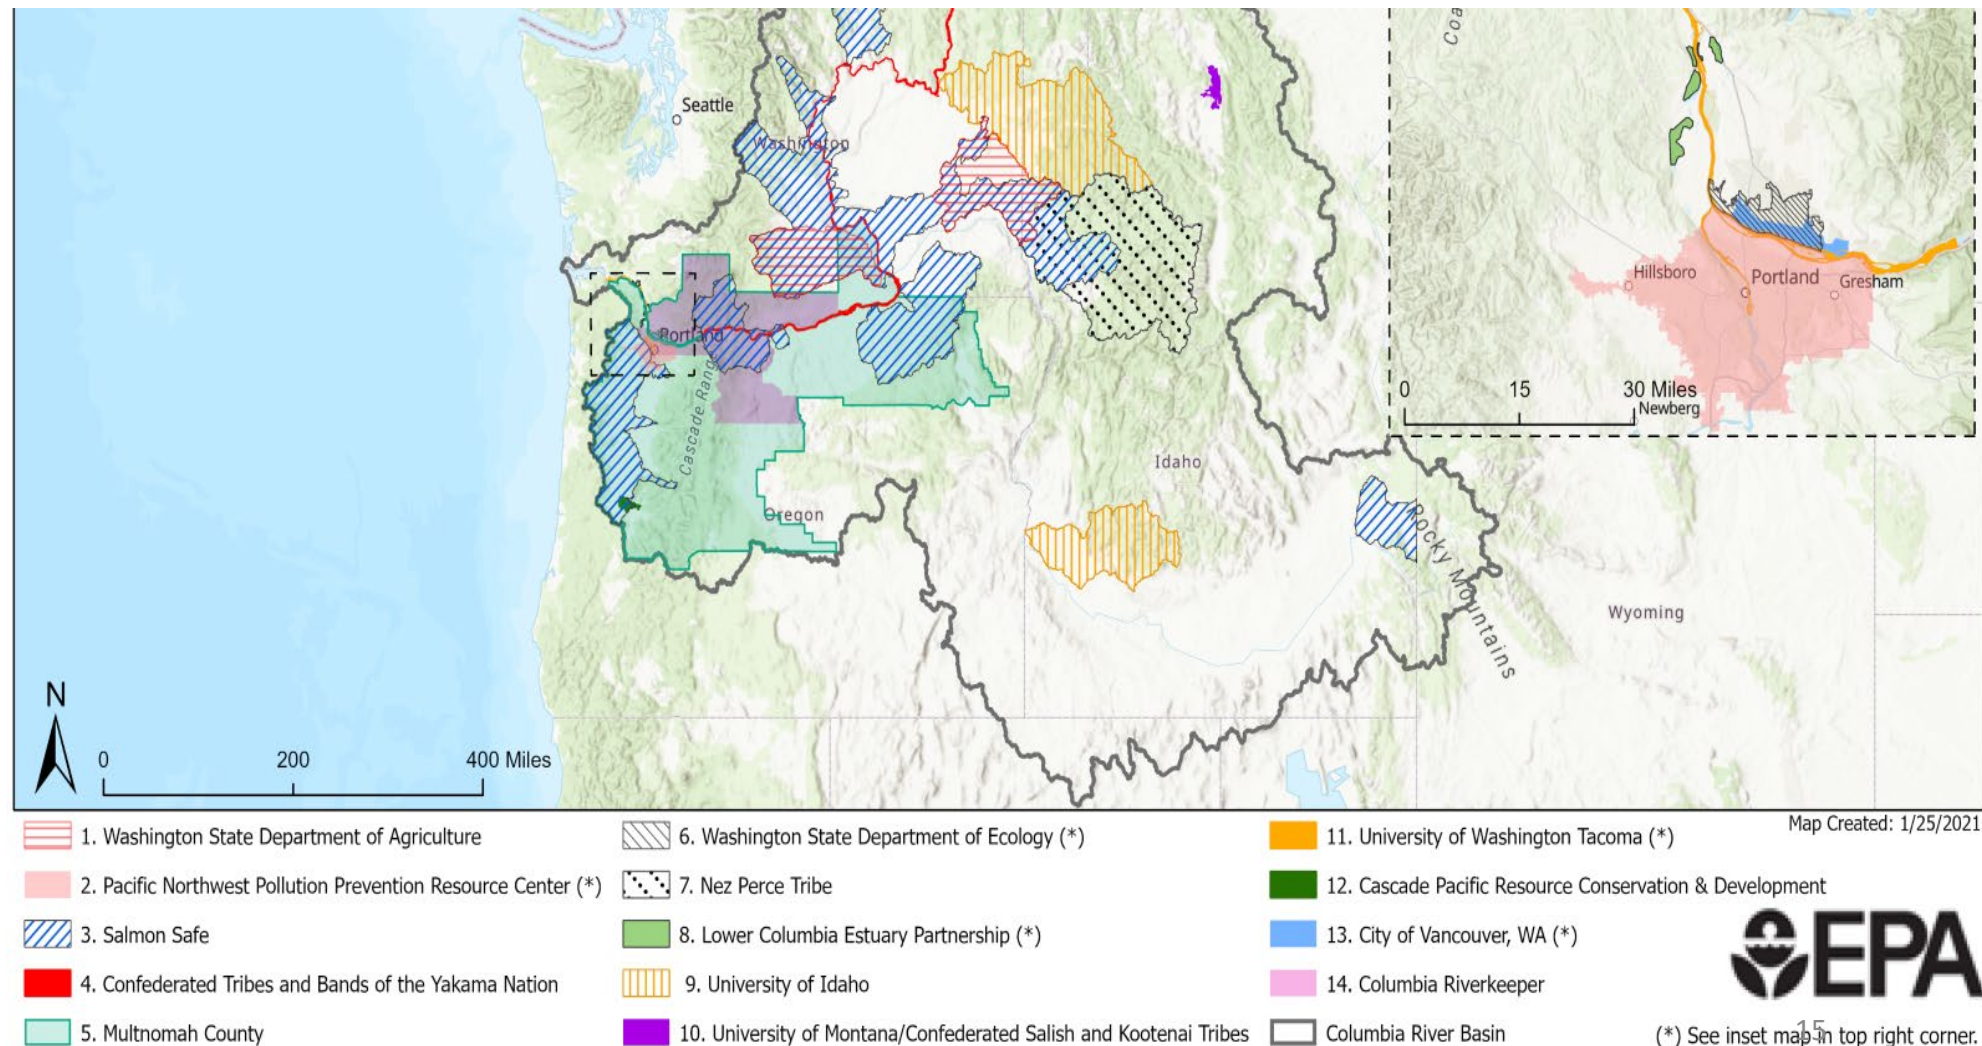 Seattle
Washington
Portland
Cascade Rang
Oregon
Idaho
Rocky Mountains
Wyoming
Coa
Hillsboro
Portland
Gresham
0 15 30 Miles
Newberg
N
0 200 400 Miles
Map Created: 1/25/2021
1. Washington State Department of Agriculture
2. Pacific Northwest Pollution Prevention Resource Center (*)
3. Salmon Safe
4. Confederated Tribes and Bands of the Yakama Nation
5. Multnomah County
6. Washington State Department of Ecology (*)
7. Nez Perce Tribe
8. Lower Columbia Estuary Partnership (*)
9. University of Idaho
10. University of Montana/Confederated Salish and Kootenai Tribes
11. University of Washington Tacoma (*)
12. Cascade Pacific Resource Conservation & Development
13. City of Vancouver, WA (*)
14. Columbia Riverkeeper
Columbia River Basin
EPA
(*) See inset map in top right corner.
15